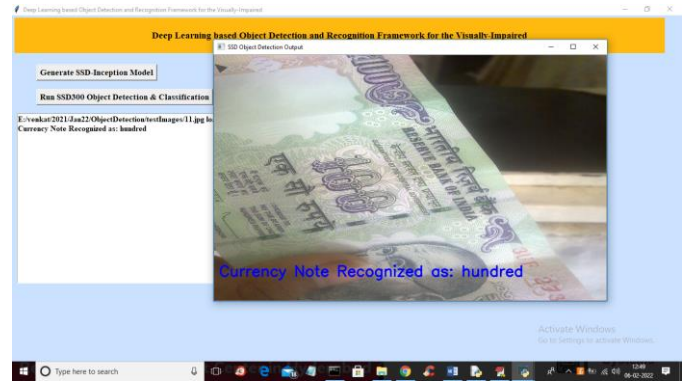 Deep Learning based Object Detection and Recognition Framework for the Visually-Impaired
Deep Learning based Object Detection and Recognition Framework for the Visually-Impaired
SSD Object Detection Output
Generate SSD-Inception Model
Run SSD300 Object Detection & Classification
E:/venkat/2021/Jan22/ObjectDetection/testImages/11.jpg lo
Currency Note Recognized as: hundred
भारतीय रिज़र्व बैंक
RESERVE BANK OF INDIA
100
एक सौ रुपये
Currency Note Recognized as: hundred
Activate Windows
Go to Settings to activate Windows.
Type here to search
12:49
06-02-2022